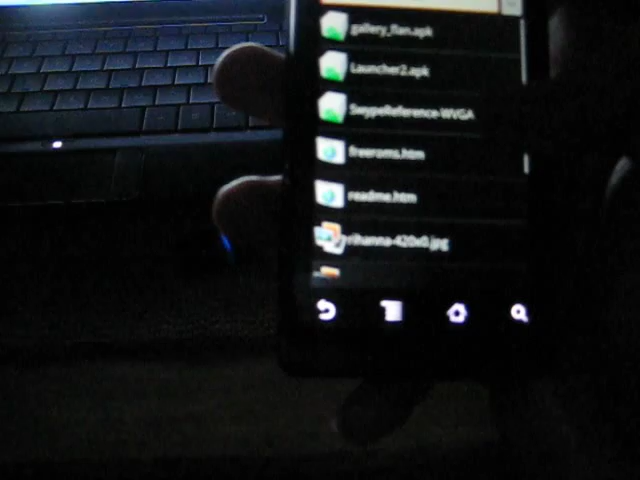 gallery_flan.apk
Launcher2.apk
SwypeReference-WVGA
freeroms.htm
readme.htm
rihanna-420x0.jpg